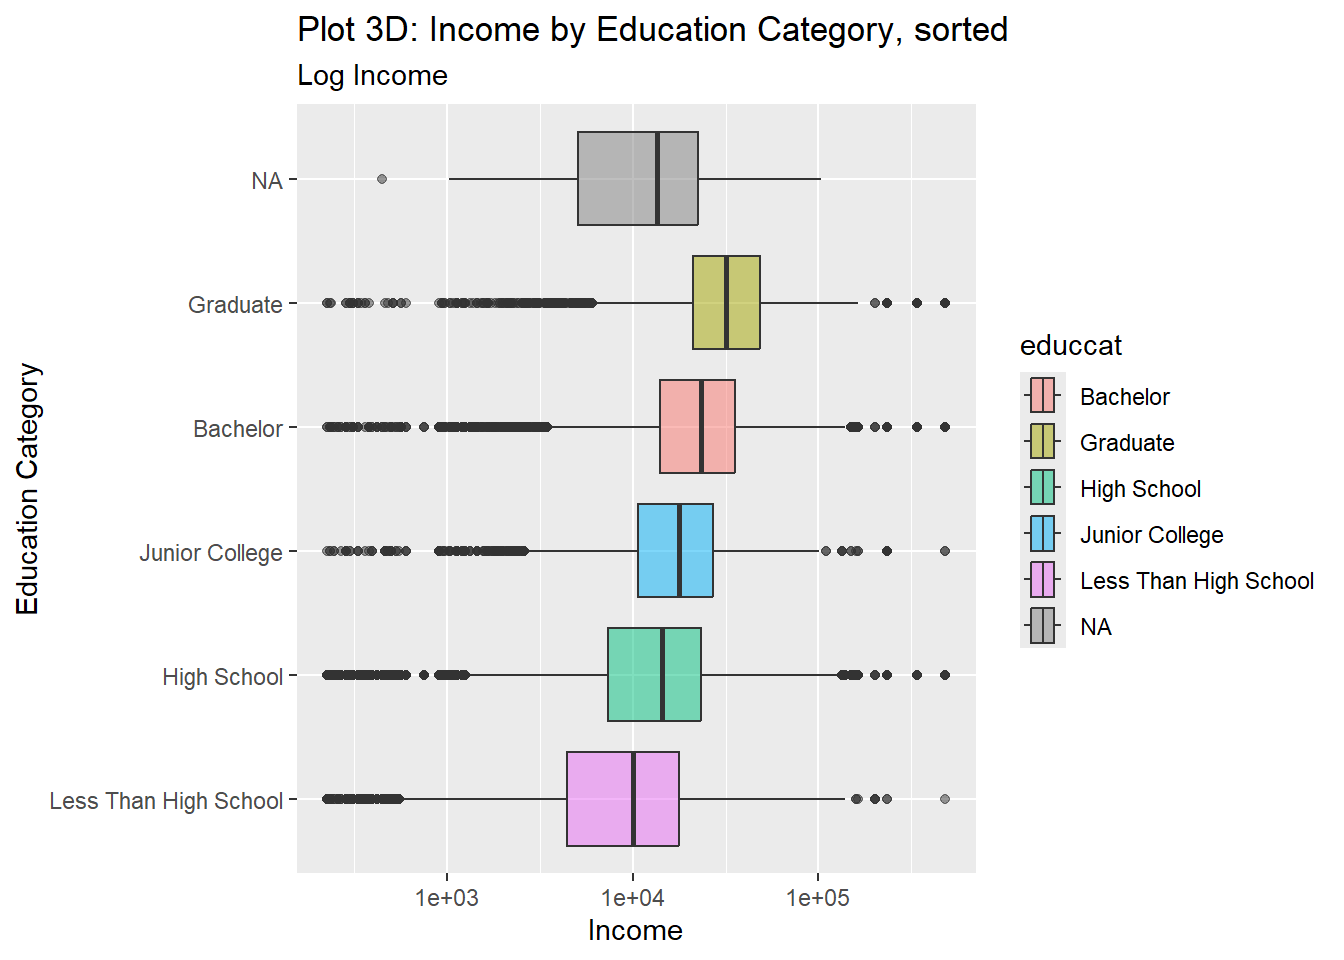 Plot 3D: Income by Education Category, sorted
Log Income
Education Category
NA
Graduate
Bachelor
Junior College
High School
Less Than High School
1e+03
1e+04
1e+05
Income
educcat
Bachelor
Graduate
High School
Junior College
Less Than High School
NA